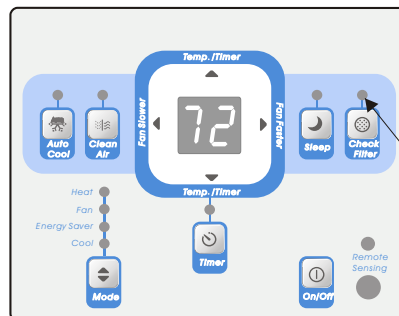 Temp./Timer
Fan Slower
72
Fan Faster
Auto
Cool
Clean
Air
Sleep
Check
Filter
Temp./Timer
Heat
Fan
Energy Saver
Cool
Mode
Timer
On/Off
Remote
Sensing